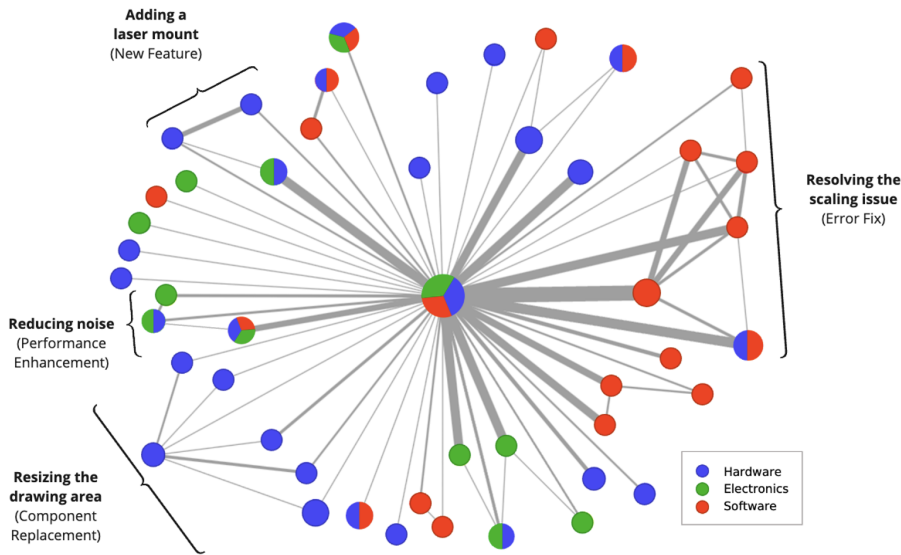 Adding a
laser mount
(New Feature)
Resolving the
scaling issue
(Error Fix)
Reducing noise
(Performance
Enhancement)
Resizing the
drawing area
(Component
Replacement)
Hardware
Electronics
Software